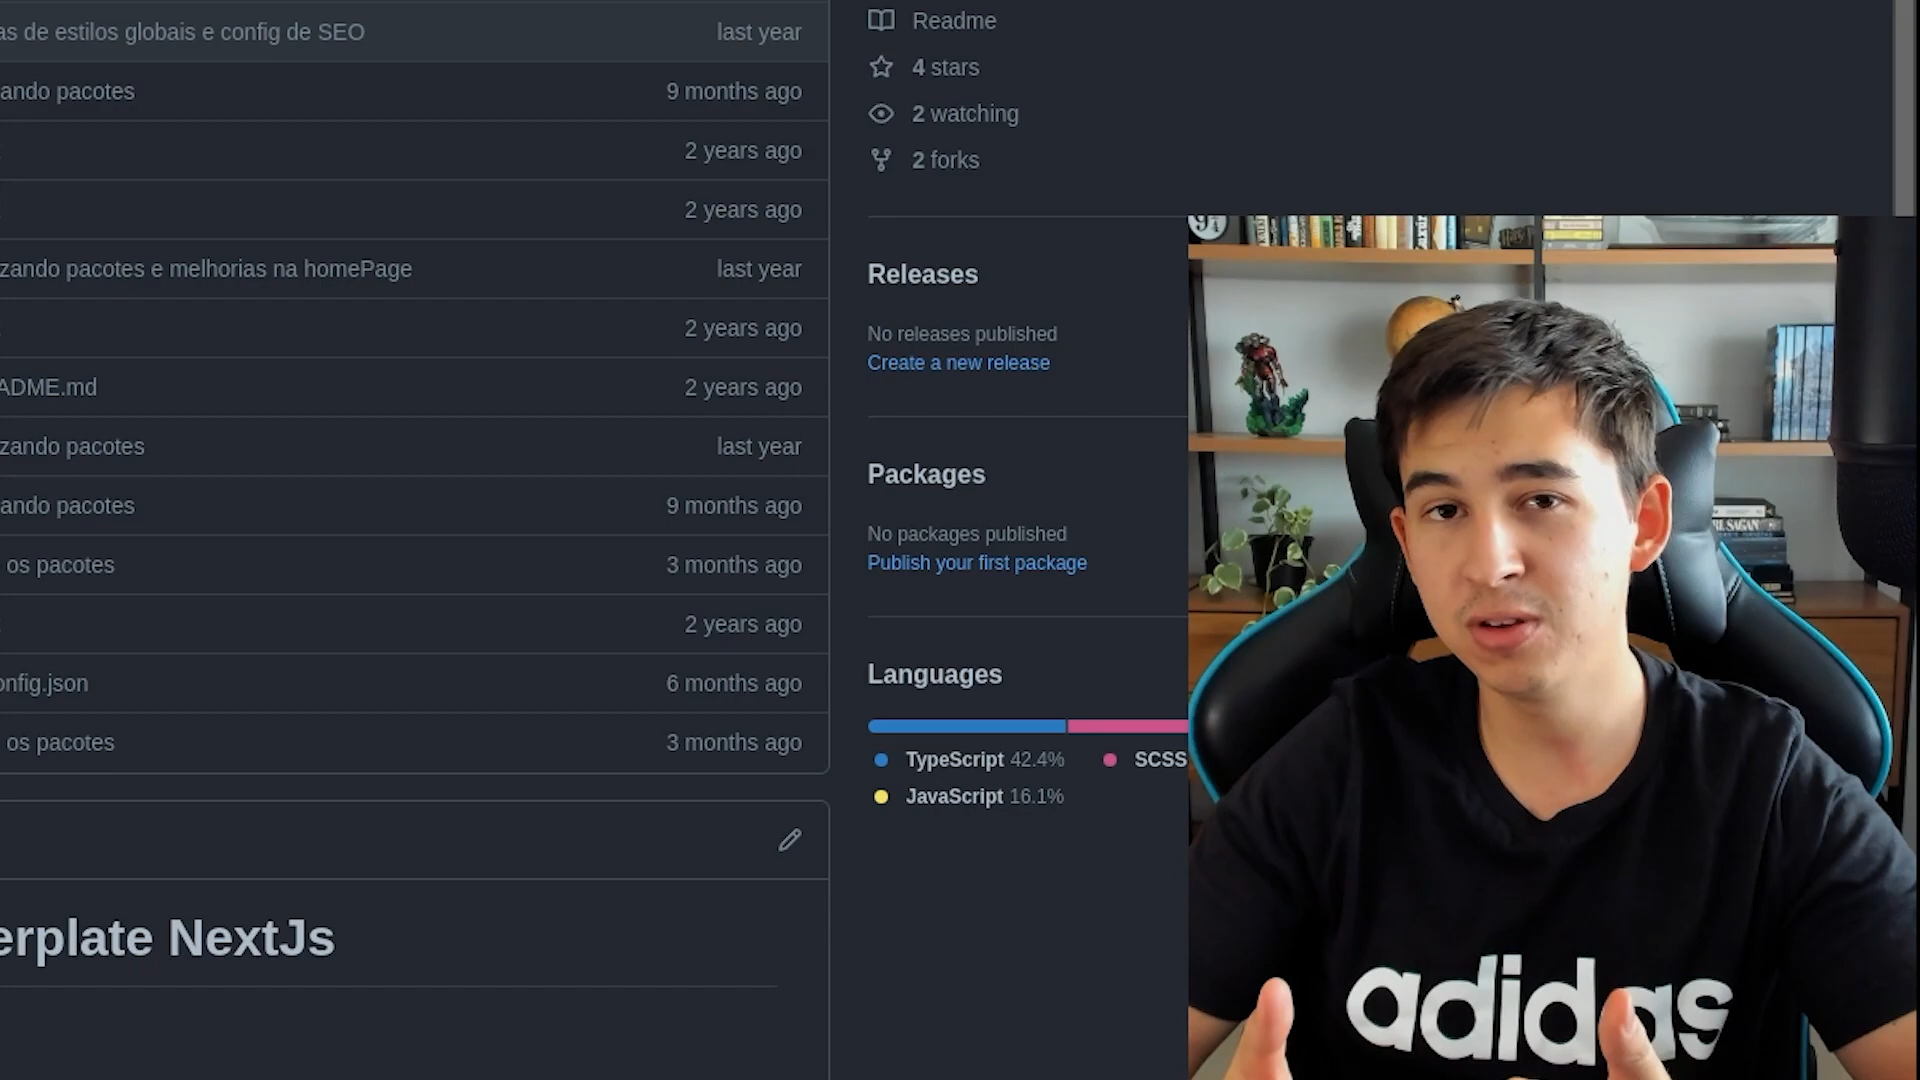 as de estilos globais e config de SEO last year
ando pacotes 9 months ago
2 years ago
2 years ago
zando pacotes e melhorias na homePage last year
2 years ago
ADME.md 2 years ago
zando pacotes last year
ando pacotes 9 months ago
os pacotes 3 months ago
2 years ago
onfig.json 6 months ago
os pacotes 3 months ago
erplate NextJs
Readme
4 stars
2 watching
2 forks
Releases
No releases published
Create a new release
Packages
No packages published
Publish your first package
Languages
TypeScript 42.4% SCSS
JavaScript 16.1%
9¾
SAGAN
adidas